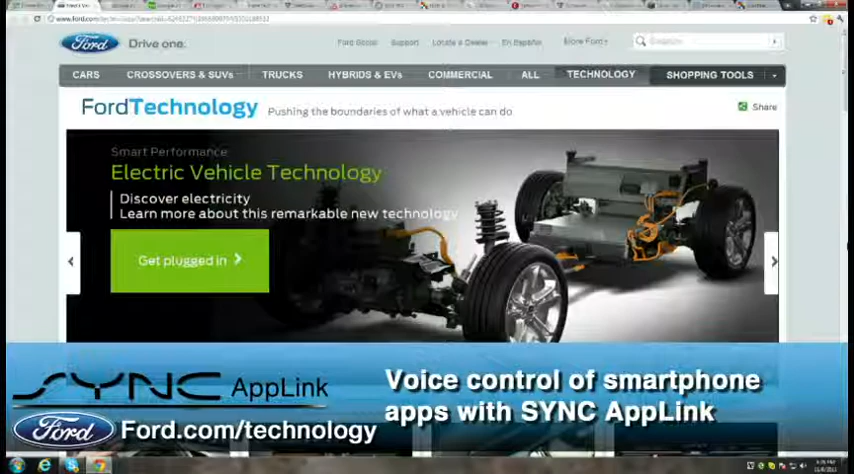 Ford Drive one.
Ford Social Support Locate a Dealer En Español
CARS CROSSOVERS & SUVs TRUCKS HYBRIDS & EVs COMMERCIAL ALL TECHNOLOGY SHOPPING TOOLS
FordTechnology Pushing the boundaries of what a vehicle can do
Share
Smart Performance
Electric Vehicle Technology
Discover electricity
Learn more about this remarkable new technology
Get plugged in
SYNC AppLink
Voice control of smartphone
apps with SYNC AppLink
Ford Ford.com/technology